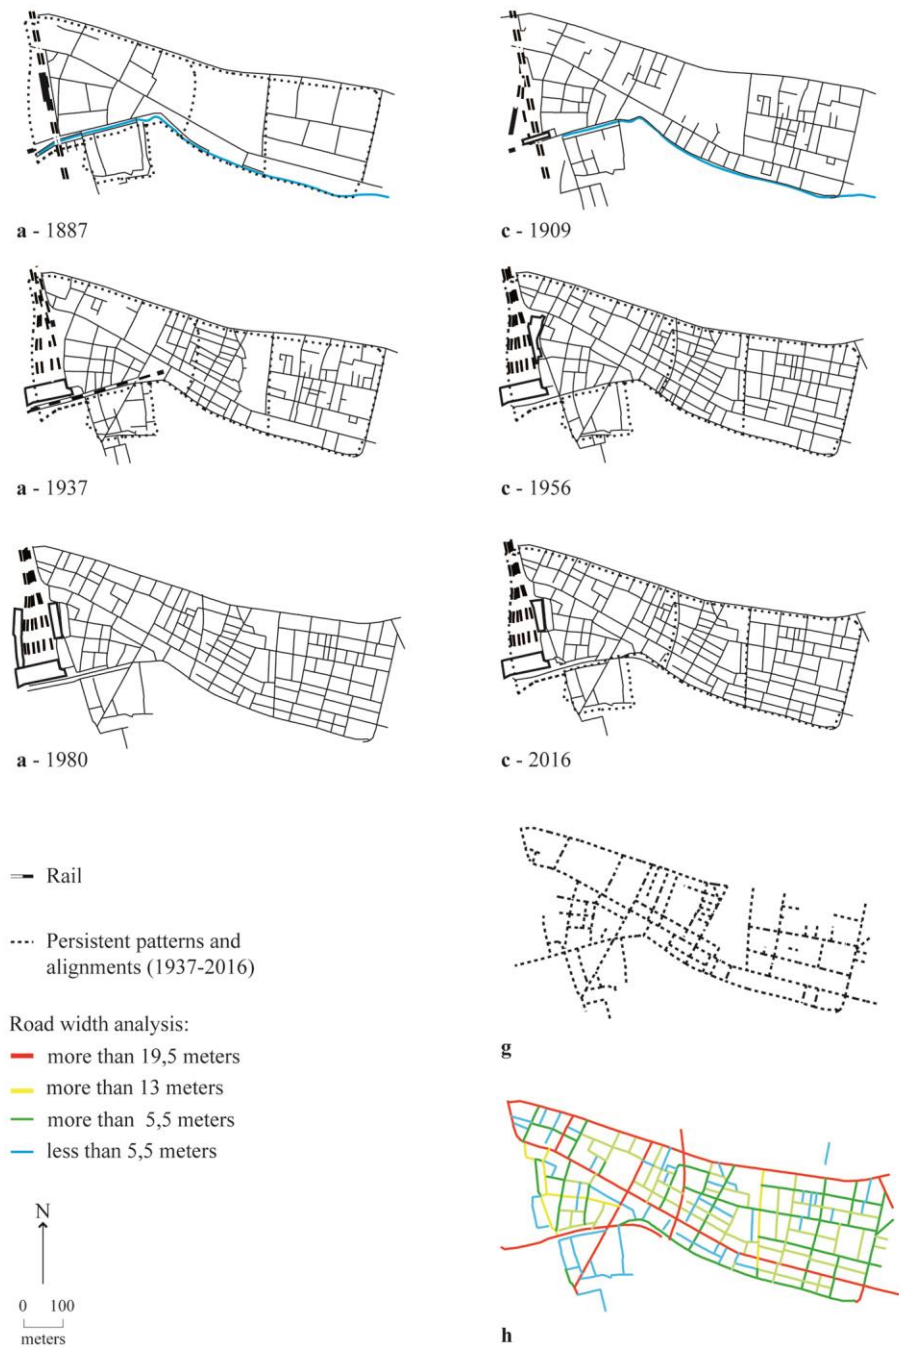 a - 1887
c - 1909
a - 1937
c - 1956
a - 1980
c - 2016
Rail
Persistent patterns and
alignments (1937-2016)
Road width analysis:
more than 19,5 meters
more than 13 meters
more than 5,5 meters
less than 5,5 meters
N
0 100
meters
g
h